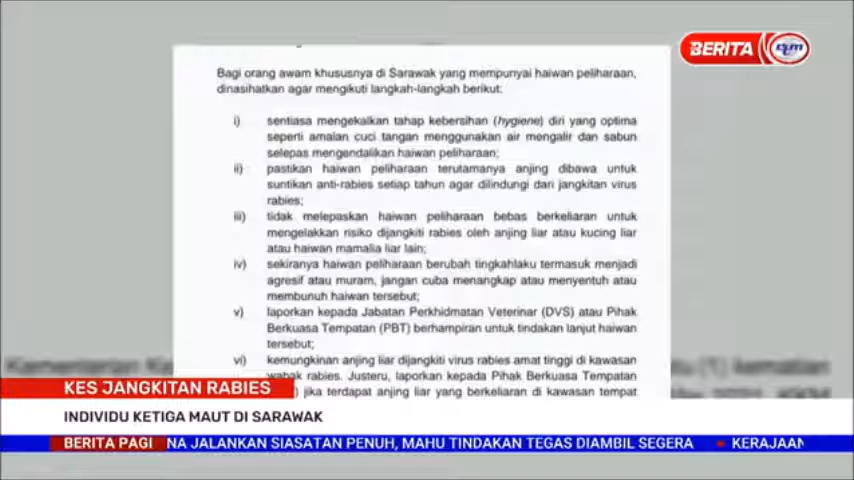 BERITA
Bagi orang awam khususnya di Sarawak yang mempunyai haiwan peliharaan,
dinasihatkan agar mengikuti langkah-langkah berikut:
i) sentiasa mengekalkan tahap kebersihan (hygiene) diri yang optima
seperti amalan cuci tangan menggunakan air mengalir dan sabun
selepas mengendalikan haiwan peliharaan;
ii) pastikan haiwan peliharaan terutamanya anjing dibawa untuk
suntikan anti-rabies setiap tahun agar dilindungi dari jangkitan virus
rabies;
iii) tidak melepaskan haiwan peliharaan bebas berkeliaran untuk
mengelakkan risiko dijangkiti rabies oleh anjing liar atau kucing liar
atau haiwan mamalia liar lain;
iv) sekiranya haiwan peliharaan berubah tingkahlaku termasuk menjadi
agresif atau muram, jangan cuba menangkap atau menyentuh atau
membunuh haiwan tersebut;
v) laporkan kepada Jabatan Perkhidmatan Veterinar (DVS) atau Pihak
Berkuasa Tempatan (PBT) berhampiran untuk tindakan lanjut haiwan
tersebut;
vi) kemungkinan anjing liar dijangkiti virus rabies amat tinggi di kawasan
wabak rabies. Justeru, laporkan kepada Pihak Berkuasa Tempatan
) jika terdapat anjing liar yang berkeliaran di kawasan tempat
(1) kematian
KES JANGKITAN RABIES
INDIVIDU KETIGA MAUT DI SARAWAK
BERITA PAGI NA JALANKAN SIASATAN PENUH, MAHU TINDAKAN TEGAS DIAMBIL SEGERA KERAJAAN